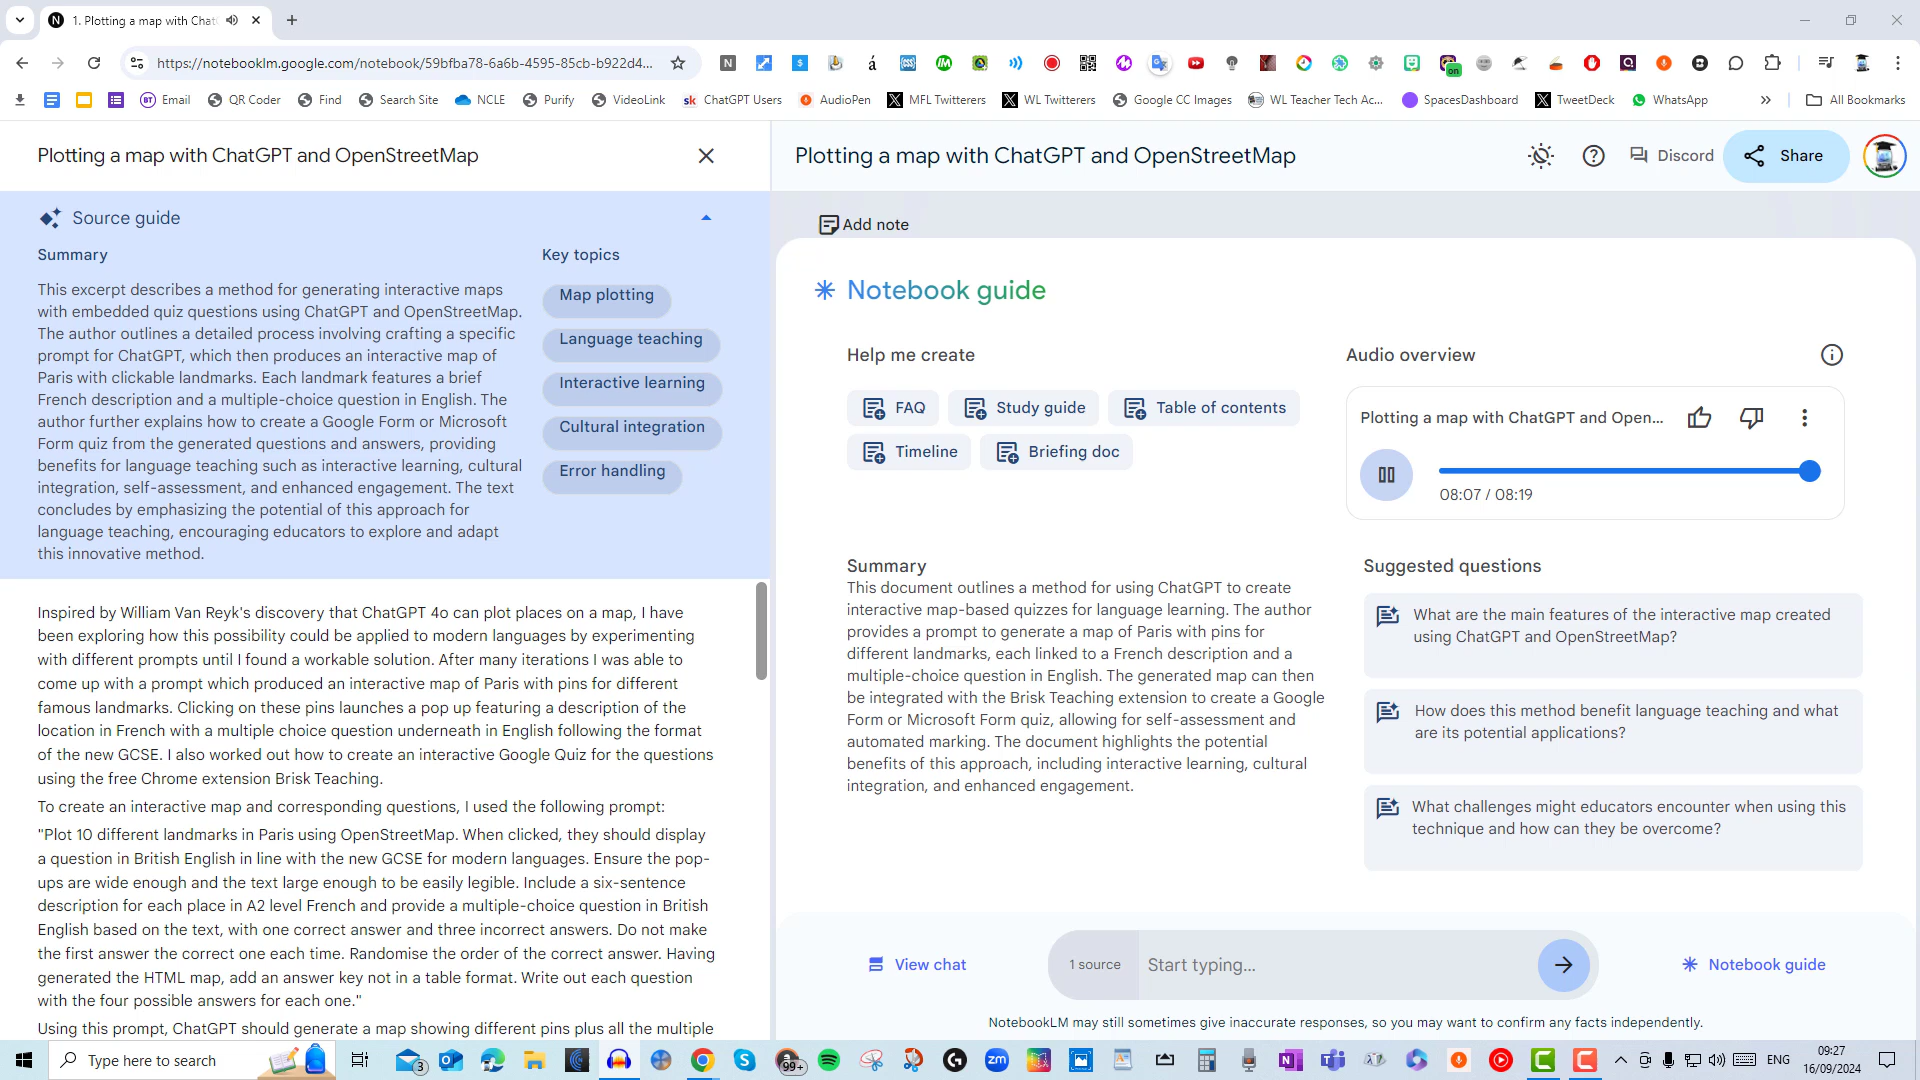 1. Plotting a map with Chat
https://notebooklm.google.com/notebook/59bfba78-6a6b-4595-85cb-b922d4...
Email
QR Coder
Find
Search Site
NCLE
Purify
VideoLink
ChatGPT Users
AudioPen
MFL Twitterers
WL Twitterers
Google CC Images
WL Teacher Tech Ac...
SpacesDashboard
TweetDeck
WhatsApp
All Bookmarks
Plotting a map with ChatGPT and OpenStreetMap
Source guide
Summary
This excerpt describes a method for generating interactive maps
with embedded quiz questions using ChatGPT and OpenStreetMap.
The author outlines a detailed process involving crafting a specific
prompt for ChatGPT, which then produces an interactive map of
Paris with clickable landmarks. Each landmark features a brief
French description and a multiple-choice question in English. The
author further explains how to create a Google Form or Microsoft
Form quiz from the generated questions and answers, providing
benefits for language teaching such as interactive learning, cultural
integration, self-assessment, and enhanced engagement. The text
concludes by emphasizing the potential of this approach for
language teaching, encouraging educators to explore and adapt
this innovative method.
Key topics
Map plotting
Language teaching
Interactive learning
Cultural integration
Error handling
Inspired by William Van Reyk's discovery that ChatGPT 4o can plot places on a map, I have
been exploring how this possibility could be applied to modern languages by experimenting
with different prompts until I found a workable solution. After many iterations I was able to
come up with a prompt which produced an interactive map of Paris with pins for different
famous landmarks. Clicking on these pins launches a pop up featuring a description of the
location in French with a multiple choice question underneath in English following the format
of the new GCSE. I also worked out how to create an interactive Google Quiz for the questions
using the free Chrome extension Brisk Teaching.
To create an interactive map and corresponding questions, I used the following prompt:
"Plot 10 different landmarks in Paris using OpenStreetMap. When clicked, they should display
a question in British English in line with the new GCSE for modern languages. Ensure the pop-
ups are wide enough and the text large enough to be easily legible. Include a six-sentence
description for each place in A2 level French and provide a multiple-choice question in British
English based on the text, with one correct answer and three incorrect answers. Do not make
the first answer the correct one each time. Randomise the order of the correct answer. Having
generated the HTML map, add an answer key not in a table format. Write out each question
with the four possible answers for each one."
Using this prompt, ChatGPT should generate a map showing different pins plus all the multiple
Plotting a map with ChatGPT and OpenStreetMap
Discord
Share
Add note
Notebook guide
Help me create
FAQ
Study guide
Table of contents
Timeline
Briefing doc
Audio overview
Plotting a map with ChatGPT and Open...
08:07 / 08:19
Summary
This document outlines a method for using ChatGPT to create
interactive map-based quizzes for language learning. The author
provides a prompt to generate a map of Paris with pins for
different landmarks, each linked to a French description and a
multiple-choice question in English. The generated map can then
be integrated with the Brisk Teaching extension to create a Google
Form or Microsoft Form quiz, allowing for self-assessment and
automated marking. The document highlights the potential
benefits of this approach, including interactive learning, cultural
integration, and enhanced engagement.
Suggested questions
What are the main features of the interactive map created
using ChatGPT and OpenStreetMap?
How does this method benefit language teaching and what
are its potential applications?
What challenges might educators encounter when using this
technique and how can they be overcome?
View chat
1 source
Start typing...
Notebook guide
NotebookLM may still sometimes give inaccurate responses, so you may want to confirm any facts independently.
Type here to search
3
99+
ENG
09:27
16/09/2024